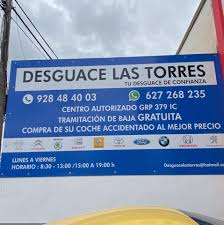 DESGUACE LAS TORRES
TU DESGUACE DE CONFIANZA
928 48 40 03
627 268 235
CENTRO AUTORIZADO GRP 379 IC
TRAMITACIÓN DE BAJA GRATUITA
COMPRA DE SU COCHE ACCIDENTADO AL MEJOR PRECIO
LUNES A VIERNES
HORARIO: 8:30 - 13:00 /15:00 A 19:00 h
Desguacelastorres@hotmail.